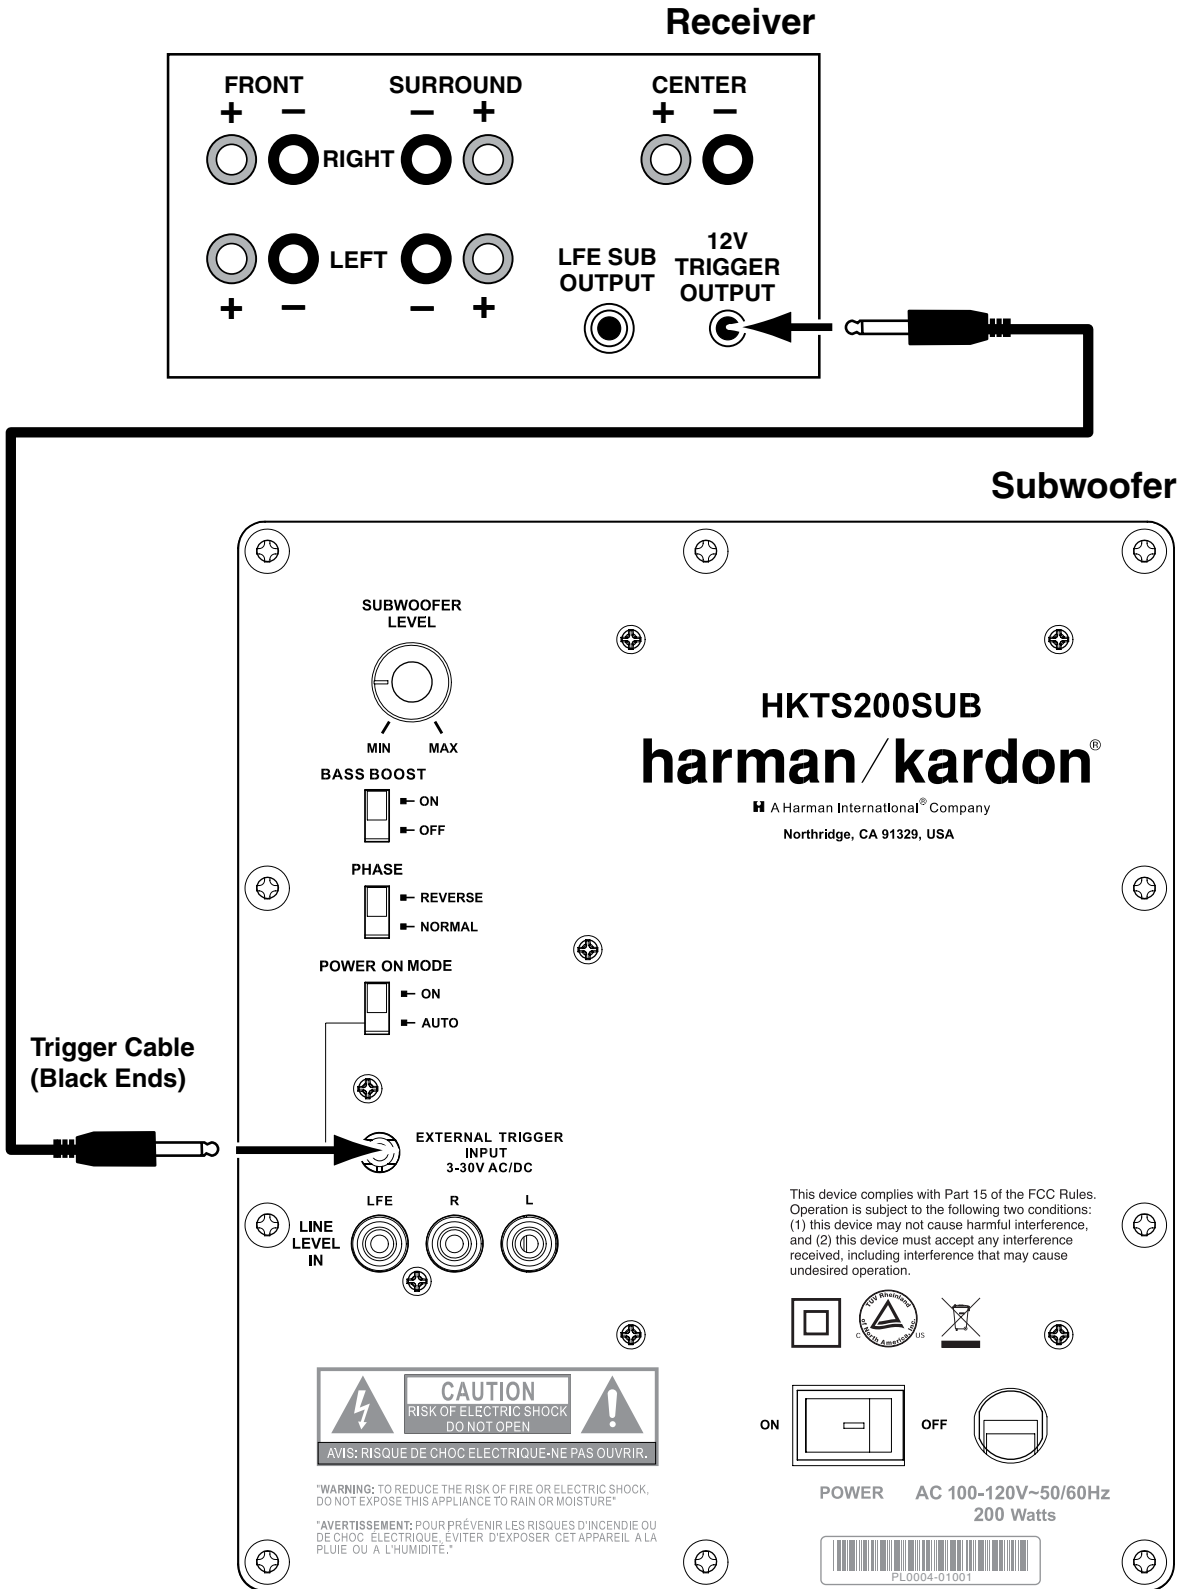 Receiver
FRONT
SURROUND
CENTER
+ −
− +
+ −
RIGHT
LEFT
+ −
− +
LFE SUB
OUTPUT
12V
TRIGGER
OUTPUT
Subwoofer
SUBWOOFER
LEVEL
MIN
MAX
BASS BOOST
ON
OFF
PHASE
REVERSE
NORMAL
POWER ON MODE
ON
AUTO
Trigger Cable
(Black Ends)
EXTERNAL TRIGGER
INPUT
3-30V AC/DC
LFE
R
L
LINE
LEVEL
IN
HKTS200SUB
harman/kardon®
A Harman International® Company
Northridge, CA 91329, USA
This device complies with Part 15 of the FCC Rules.
Operation is subject to the following two conditions:
(1) this device may not cause harmful interference,
and (2) this device must accept any interference
received, including interference that may cause
undesired operation.
TÜV Rheinland
of North America, Inc.
C
US
CAUTION
RISK OF ELECTRIC SHOCK
DO NOT OPEN
AVIS: RISQUE DE CHOC ELECTRIQUE-NE PAS OUVRIR.
"WARNING: TO REDUCE THE RISK OF FIRE OR ELECTRIC SHOCK,
DO NOT EXPOSE THIS APPLIANCE TO RAIN OR MOISTURE"
"AVERTISSEMENT: POUR PRÉVENIR LES RISQUES D'INCENDIE OU
DE CHOC ÉLECTRIQUE, ÉVITER D'EXPOSER CET APPAREIL A LA
PLUIE OU A L'HUMIDITÉ."
ON
OFF
POWER
AC 100-120V~50/60Hz
200 Watts
PL0004-01001